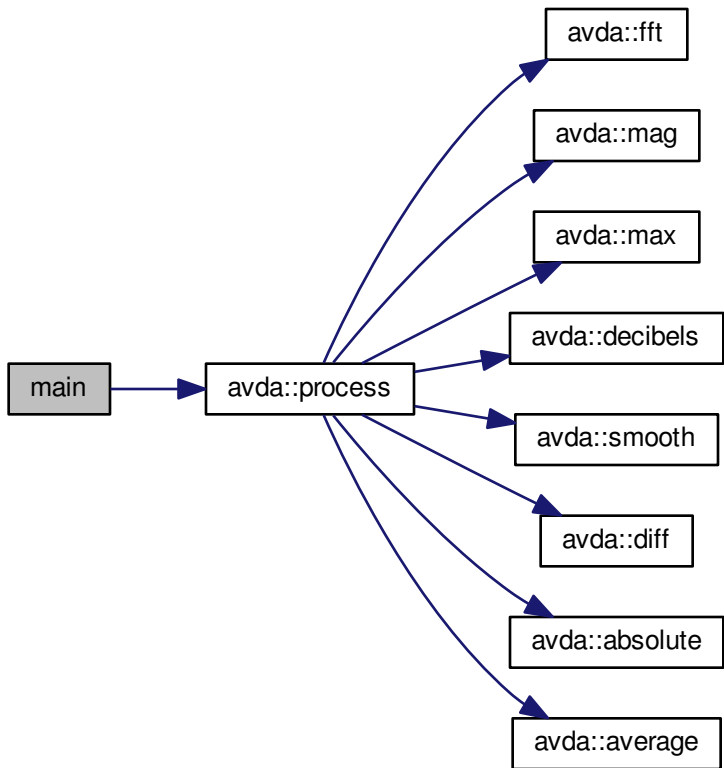 main
avda::process
avda::fft
avda::mag
avda::max
avda::decibels
avda::smooth
avda::diff
avda::absolute
avda::average